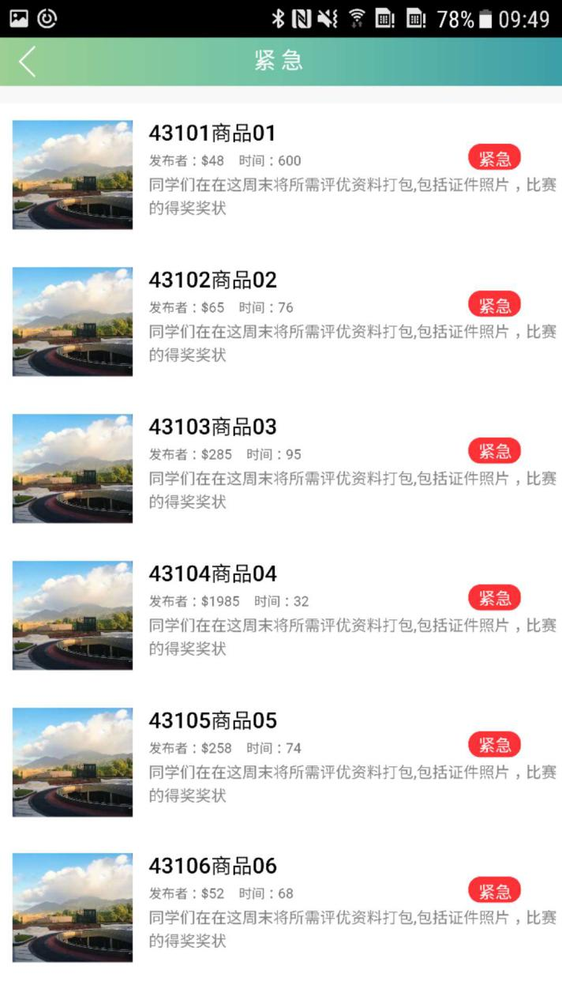 78% 09:49
紧急
43101商品01
发布者：$48 时间：600
紧急
同学们在在这周末将所需评优资料打包,包括证件照片，比赛
的得奖奖状
43102商品02
发布者：$65 时间：76
紧急
同学们在在这周末将所需评优资料打包,包括证件照片，比赛
的得奖奖状
43103商品03
发布者：$285 时间：95
紧急
同学们在在这周末将所需评优资料打包,包括证件照片，比赛
的得奖奖状
43104商品04
发布者：$1985 时间：32
紧急
同学们在在这周末将所需评优资料打包,包括证件照片，比赛
的得奖奖状
43105商品05
发布者：$258 时间：74
紧急
同学们在在这周末将所需评优资料打包,包括证件照片，比赛
的得奖奖状
43106商品06
发布者：$52 时间：68
紧急
同学们在在这周末将所需评优资料打包,包括证件照片，比赛
的得奖奖状